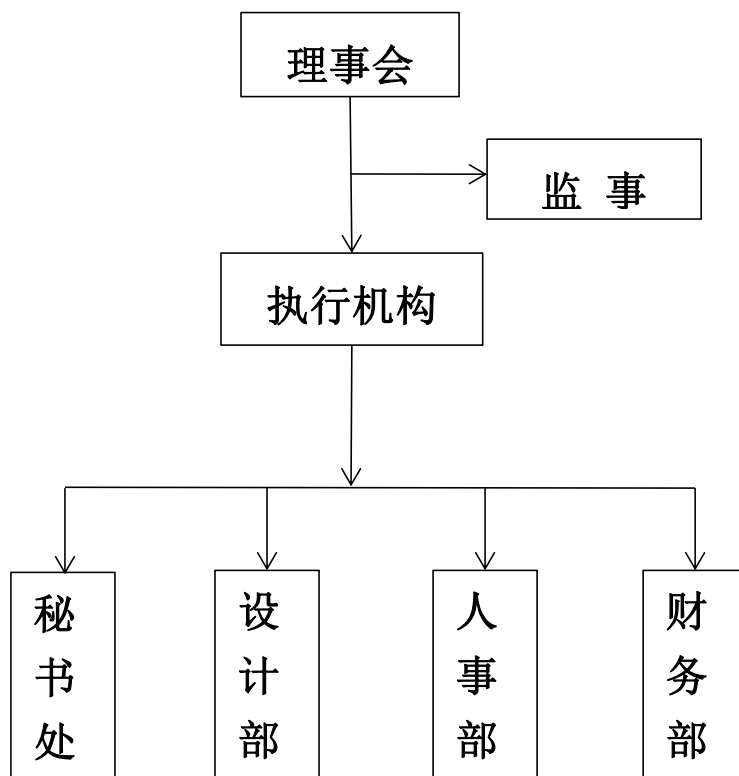 理事会
监 事
执行机构
秘书处
设计部
人事部
财务部